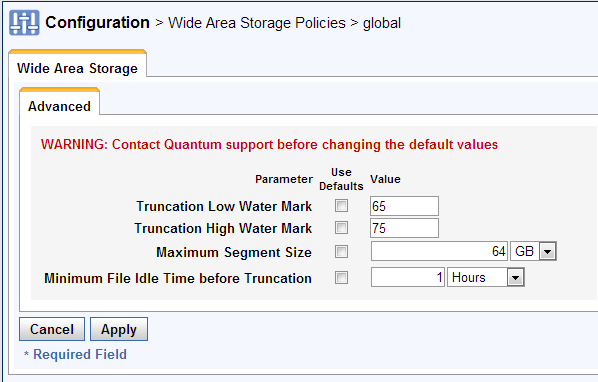 Configuration > Wide Area Storage Policies > global
Wide Area Storage
Advanced
WARNING: Contact Quantum support before changing the default values
Parameter Use Defaults Value
Truncation Low Water Mark 65
Truncation High Water Mark 75
Maximum Segment Size 64 GB
Minimum File Idle Time before Truncation 1 Hours
Cancel Apply
* Required Field